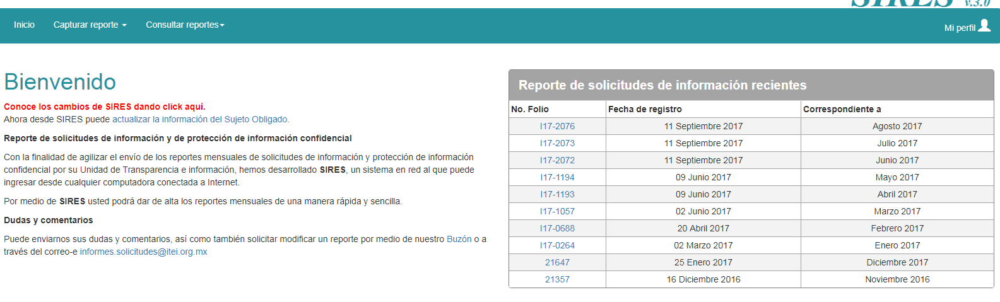 SIRES v.3.0
Inicio Capturar reporte Consultar reportes Mi perfil
Bienvenido
Conoce los cambios de SIRES dando click aquí.
Ahora desde SIRES puede actualizar la información del Sujeto Obligado.
Reporte de solicitudes de información y de protección de información confidencial
Con la finalidad de agilizar el envío de los reportes mensuales de solicitudes de información y protección de información
confidencial por su Unidad de Transparencia e información, hemos desarrollado SIRES, un sistema en red al que puede
ingresar desde cualquier computadora conectada a Internet.
Por medio de SIRES usted podrá dar de alta los reportes mensuales de una manera rápida y sencilla.
Dudas y comentarios
Puede enviarnos sus dudas y comentarios, así como también solicitar modificar un reporte por medio de nuestro Buzón o a
través del correo-e informes.solicitudes@itei.org.mx
Reporte de solicitudes de información recientes
No. Folio Fecha de registro Correspondiente a
I17-2076 11 Septiembre 2017 Agosto 2017
I17-2073 11 Septiembre 2017 Julio 2017
I17-2072 11 Septiembre 2017 Junio 2017
I17-1194 09 Junio 2017 Mayo 2017
I17-1193 09 Junio 2017 Abril 2017
I17-1057 02 Junio 2017 Marzo 2017
I17-0688 20 Abril 2017 Febrero 2017
I17-0264 02 Marzo 2017 Enero 2017
21647 25 Enero 2017 Diciembre 2017
21357 16 Diciembre 2016 Noviembre 2016